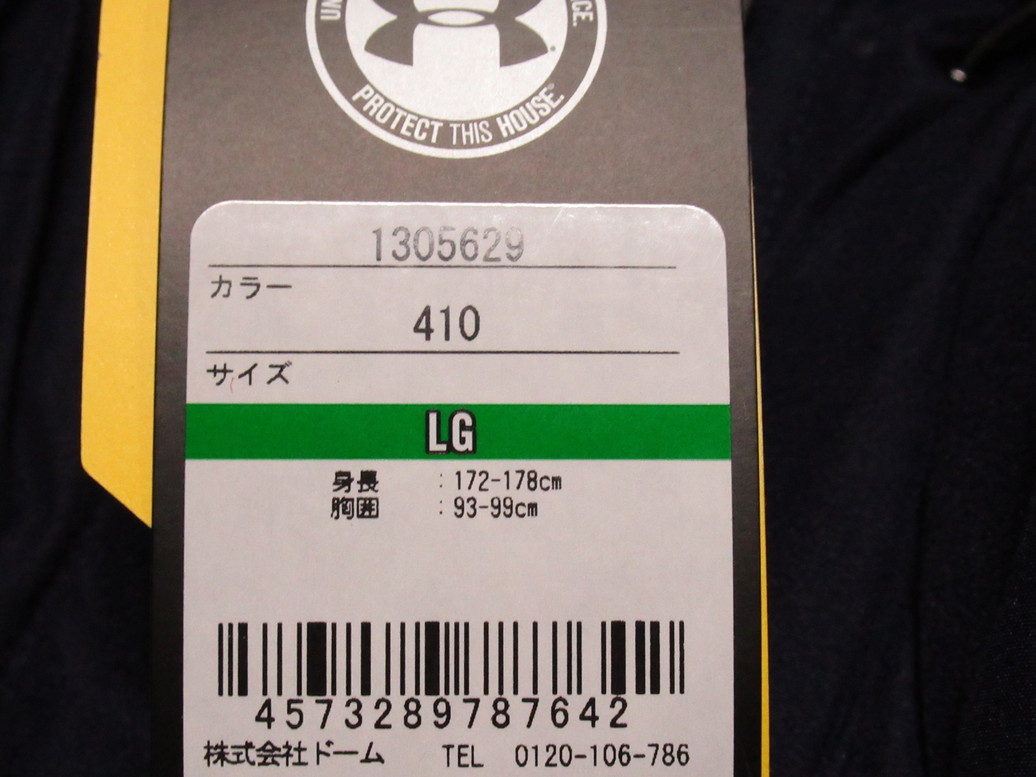 PROTECT THIS HOUSE.
1305629
カラー
410
サイズ
LG
身長 : 172-178cm
胸囲 : 93-99cm
4573289787642
株式会社ドーム TEL 0120-106-786